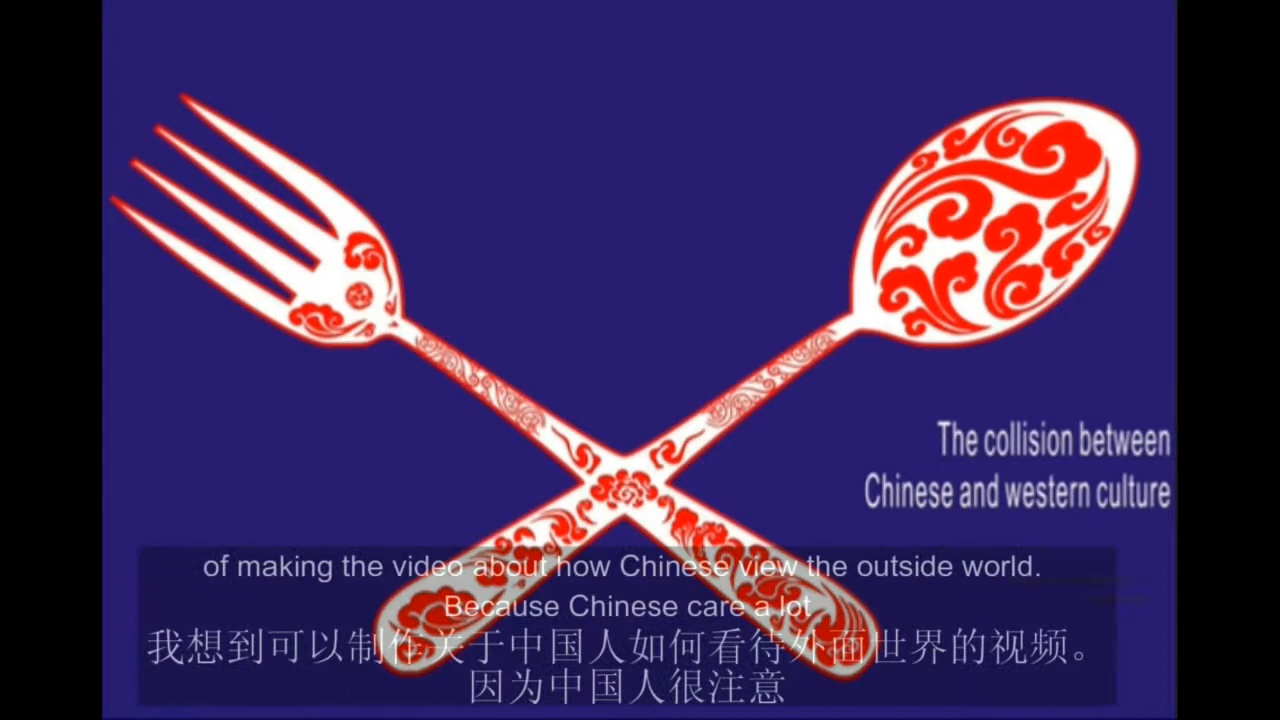 The collision between
Chinese and western culture
of making the video about how Chinese view the outside world.
Because Chinese care a lot
我想到可以制作关于中国人如何看待外面世界的视频。
因为中国人很注意